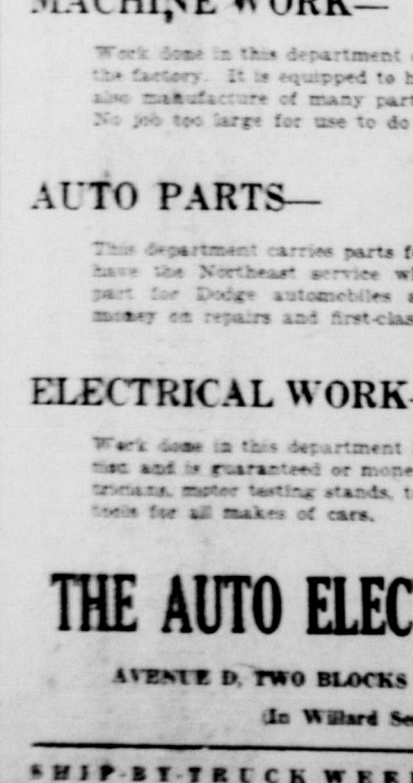 MACHINE WORK—
Work done in this department
the factory. It is equipped to
also manufacture of many part
No job too large for use to do
AUTO PARTS—
This department carries parts f
have the Northeast service w
part for Dodge automobiles
money on repairs and first-clas
ELECTRICAL WORK
Work done in this department
and is guaranteed or mone
tricians, motor testing stands, t
tools for all makes of cars.
THE AUTO ELEC
AVENUE D, TWO BLOCKS
(In Willard Se
SHIP-BY-TRUCK WER